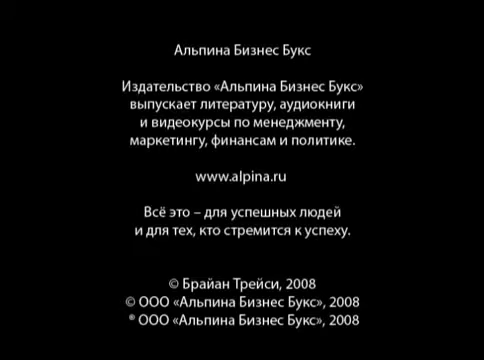 Альпина Бизнес Букс
Издательство «Альпина Бизнес Букс»
выпускает литературу, аудиокниги
и видеокурсы по менеджменту,
маркетингу, финансам и политике.
www.alpina.ru
Всё это – для успешных людей
и для тех, кто стремится к успеху.
© Брайан Трейси, 2008
© ООО «Альпина Бизнес Букс», 2008
® ООО «Альпина Бизнес Букс», 2008